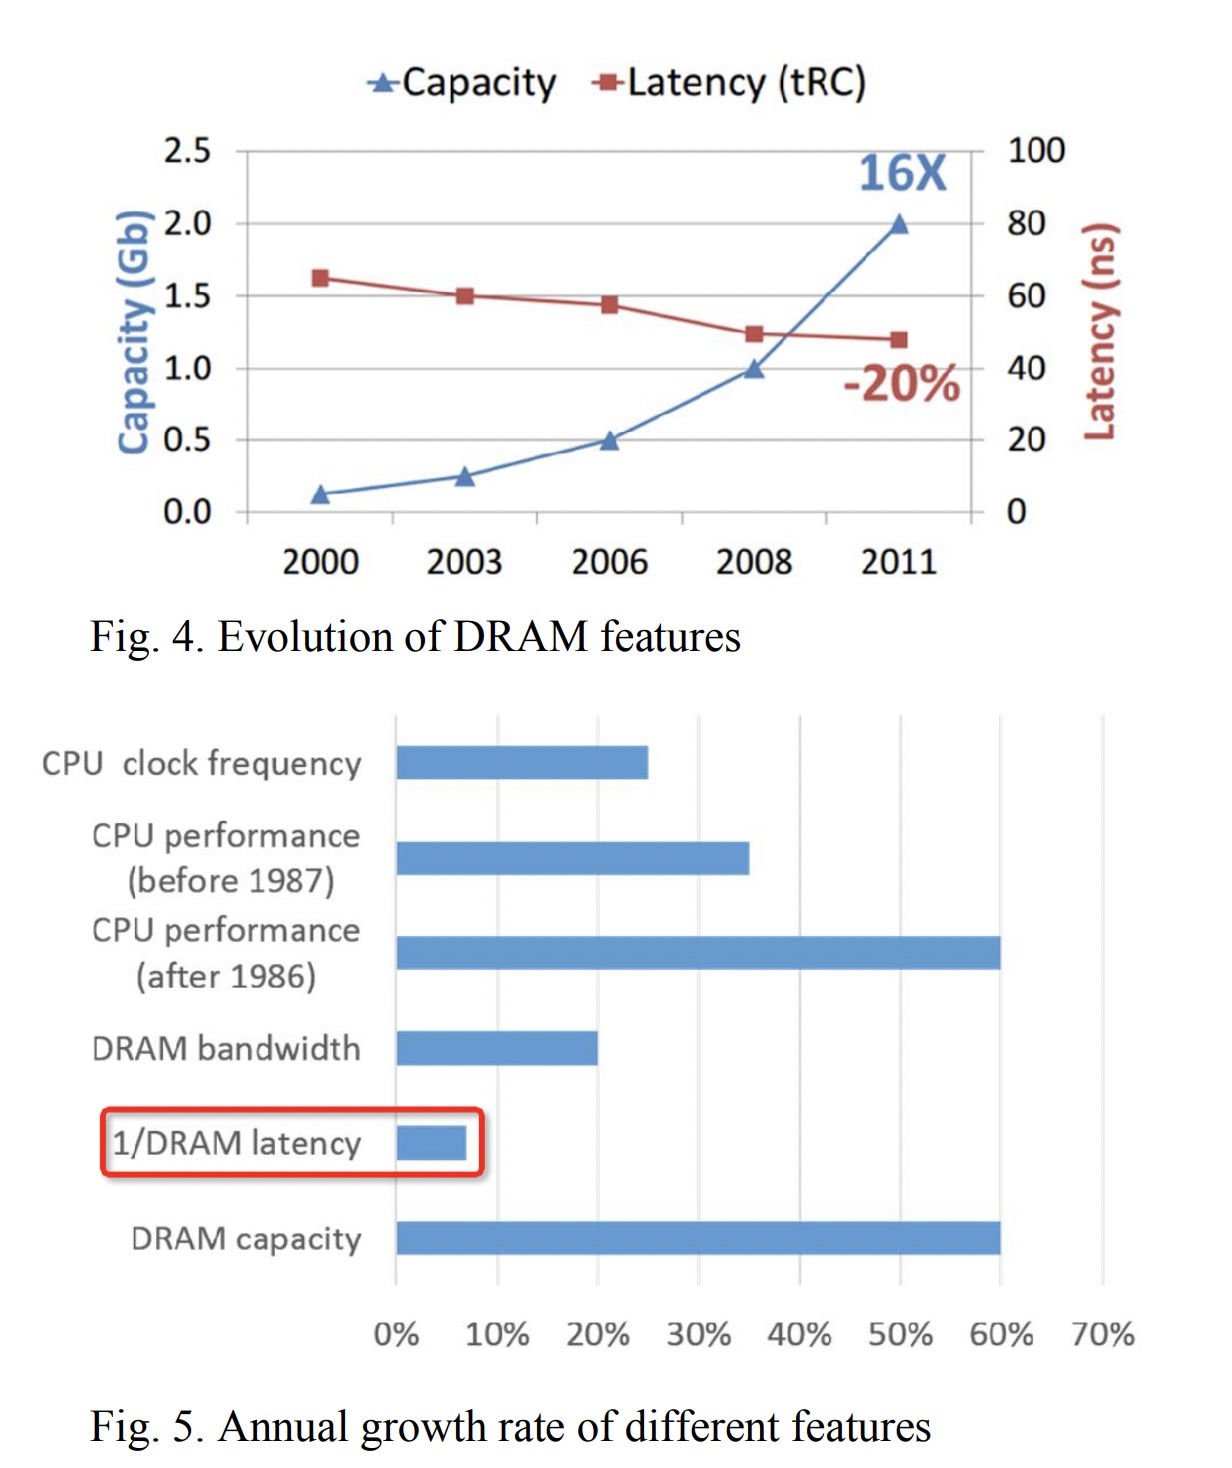 Capacity Latency (tRC)
2.5 100
16X
2.0 80
1.5 60
1.0 40
-20%
0.5 20
0.0 0
Capacity (Gb)
Latency (ns)
2000 2003 2006 2008 2011
Fig. 4. Evolution of DRAM features
CPU clock frequency
CPU performance
(before 1987)
CPU performance
(after 1986)
DRAM bandwidth
1/DRAM latency
DRAM capacity
0% 10% 20% 30% 40% 50% 60% 70%
Fig. 5. Annual growth rate of different features